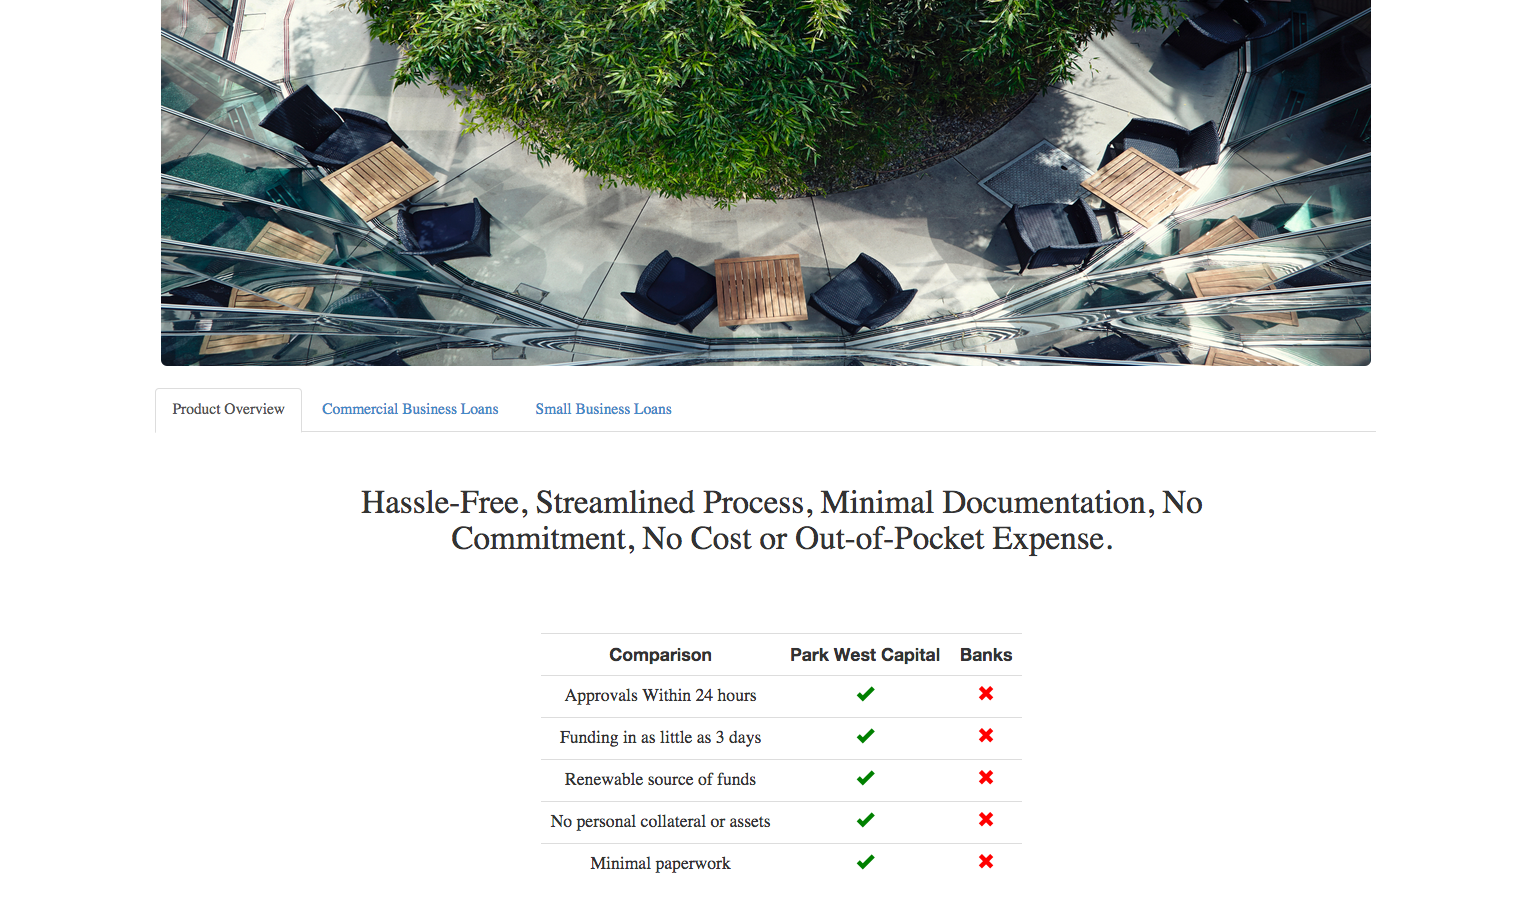 Product Overview
Commercial Business Loans
Small Business Loans
Hassle-Free, Streamlined Process, Minimal Documentation, No
Commitment, No Cost or Out-of-Pocket Expense.
Comparison Park West Capital Banks
Approvals Within 24 hours
Funding in as little as 3 days
Renewable source of funds
No personal collateral or assets
Minimal paperwork